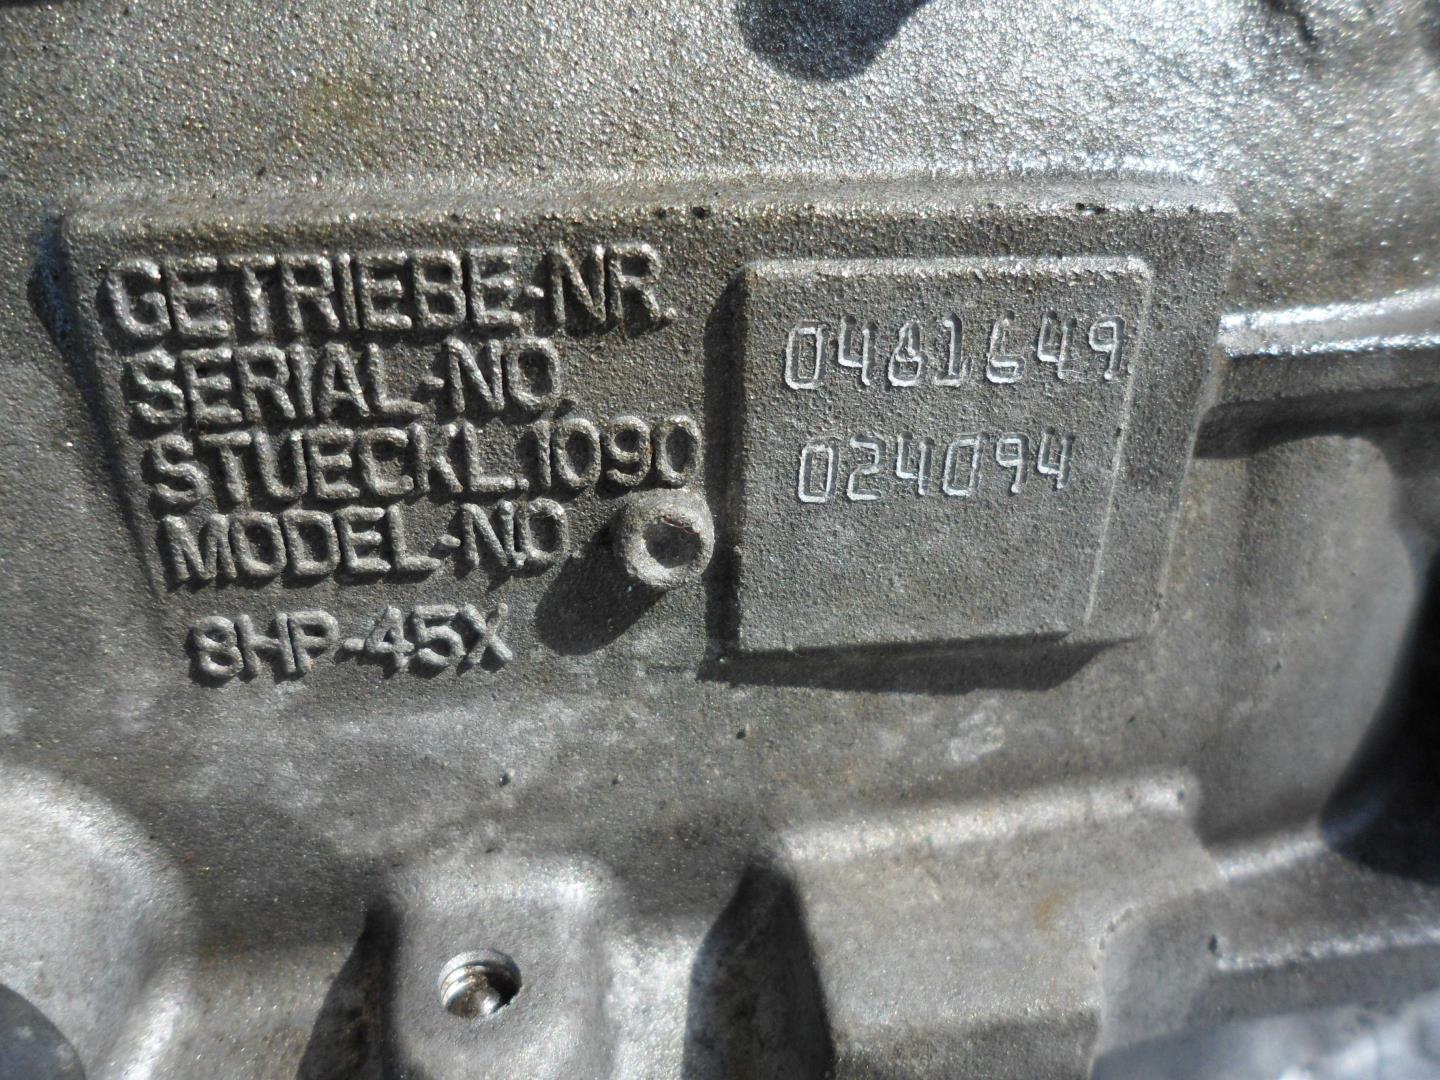 GETRIEBE-NR.
SERIAL-NO.
STUECKL.1090
MODEL-NO.
8HP-45X
0481649
024094